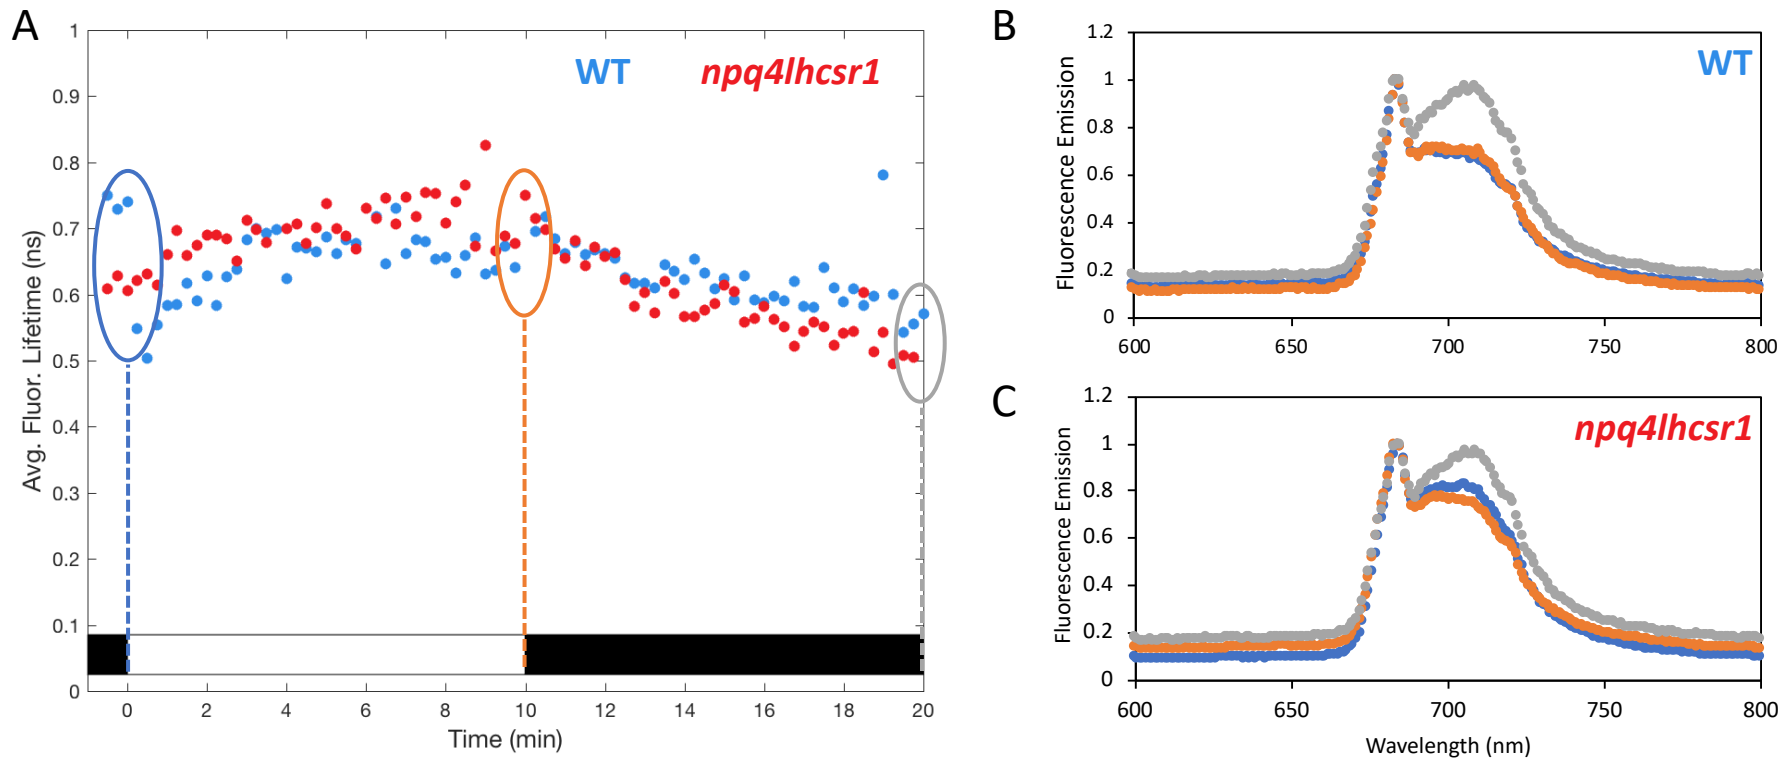 A
WT npq4lhcsr1
Avg. Fluor. Lifetime (ns)
1
0.9
0.8
0.7
0.6
0.5
0.4
0.3
0.2
0.1
0
0 2 4 6 8 10 12 14 16 18 20
Time (min)
B
WT
Fluorescence Emission
1.2
1
0.8
0.6
0.4
0.2
0
600 650 700 750 800
C
npq4lhcsr1
Fluorescence Emission
1.2
1
0.8
0.6
0.4
0.2
0
600 650 700 750 800
Wavelength (nm)